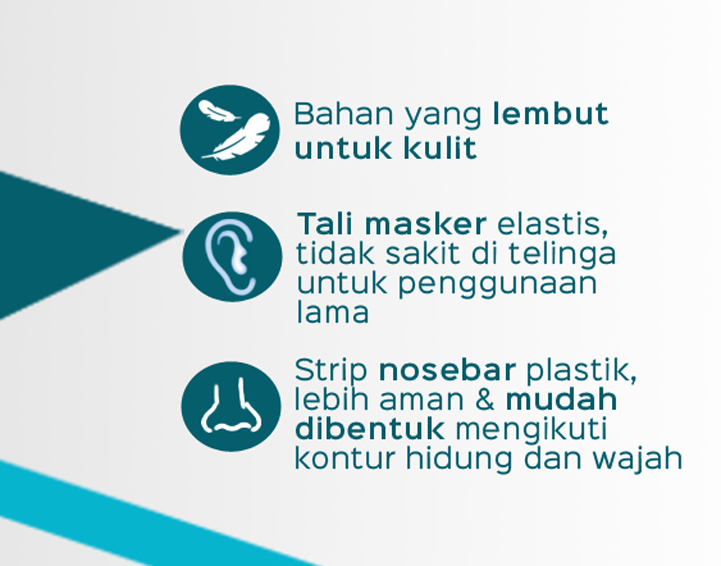 Bahan yang lembut
untuk kulit
Tali masker elastis,
tidak sakit di telinga
untuk penggunaan
lama
Strip nosebar plastik,
lebih aman & mudah
dibentuk mengikuti
kontur hidung dan wajah